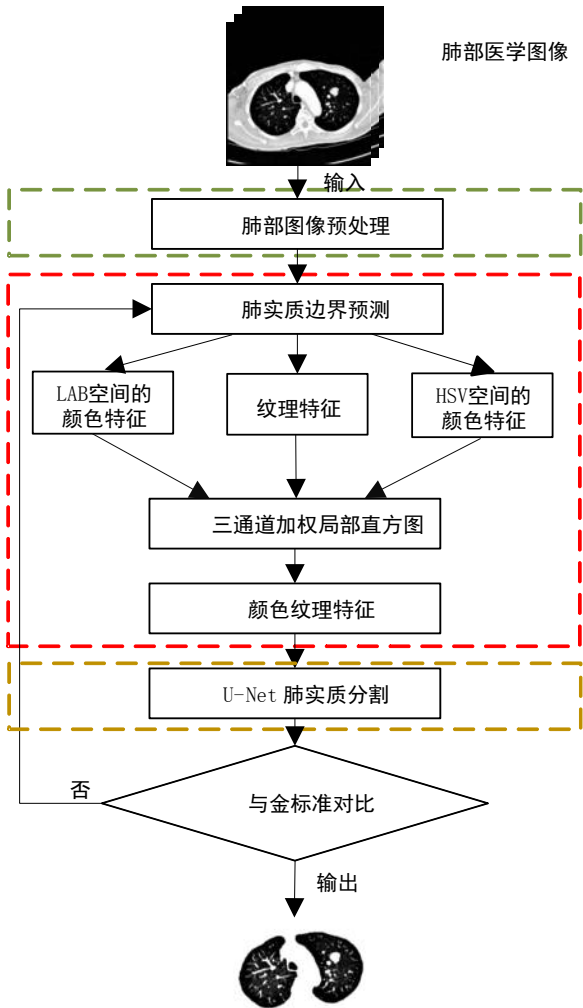 肺部医学图像
输入
肺部图像预处理
肺实质边界预测
LAB空间的
颜色特征
纹理特征
HSV空间的
颜色特征
三通道加权局部直方图
颜色纹理特征
U-Net 肺实质分割
否
与金标准对比
输出